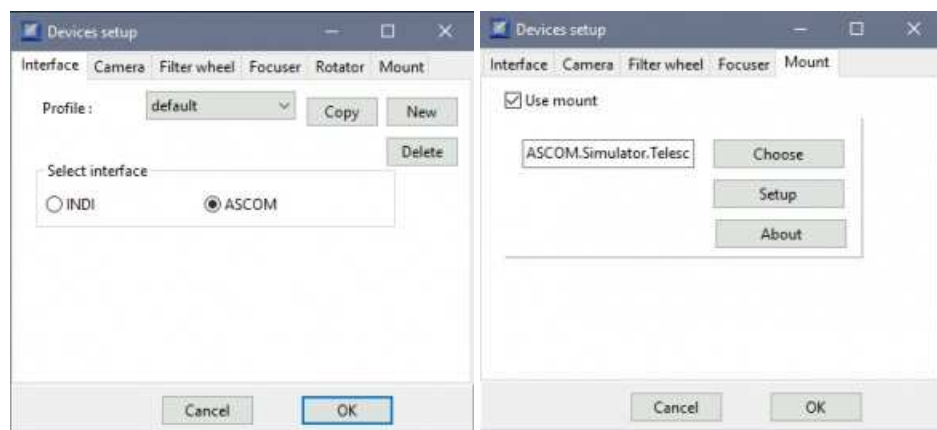 Devices setup
Interface Camera Filter wheel Focuser Rotator Mount
Profile :
default
Copy
New
Delete
Select interface
INDI
ASCOM
Cancel
OK
Devices setup
Interface Camera Filter wheel Focuser Mount
Use mount
ASCOM.Simulator.Telesc
Choose
Setup
About
Cancel
OK